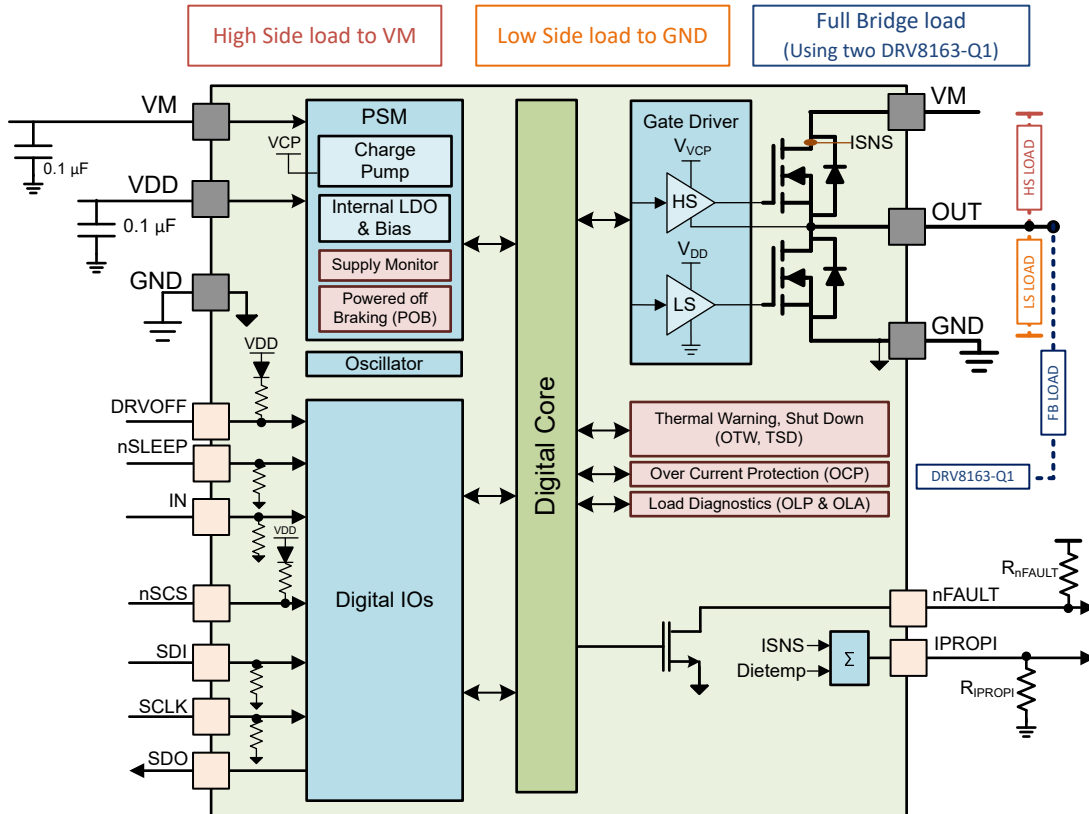 High Side load to VM
Low Side load to GND
Full Bridge load
(Using two DRV8163-Q1)
VM
0.1 µF
VDD
0.1 µF
GND
PSM
VCP
Charge
Pump
Internal LDO
& Bias
Supply Monitor
Powered off
Braking (POB)
Oscillator
VDD
DRVOFF
nSLEEP
IN
VDD
nSCS
SDI
SCLK
SDO
Digital IOs
Digital Core
Gate Driver
VVCP
HS
VDD
LS
ISNS
VM
OUT
GND
HS LOAD
LS LOAD
FB LOAD
DRV8163-Q1
Thermal Warning, Shut Down
(OTW, TSD)
Over Current Protection (OCP)
Load Diagnostics (OLP & OLA)
RnFAULT
nFAULT
ISNS
Dietemp
Σ
IPROPI
RIPROPI